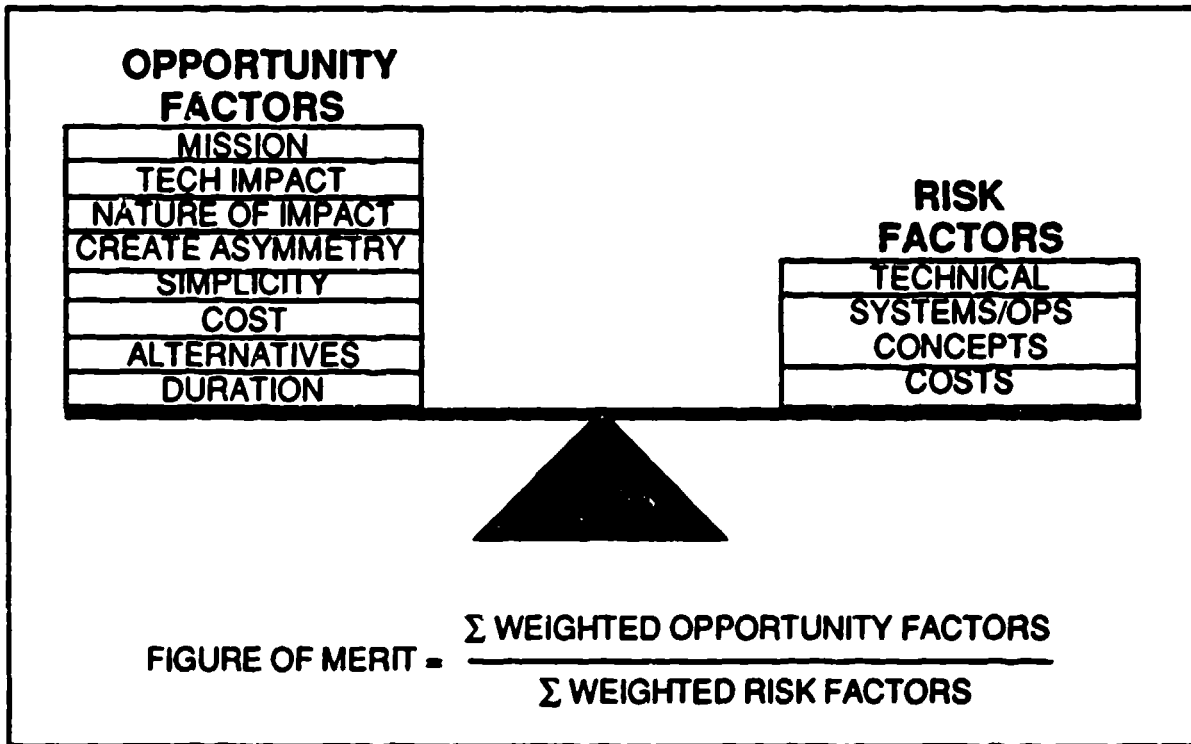 OPPORTUNITY
FACTORS
MISSION
TECH IMPACT
NATURE OF IMPACT
CREATE ASYMMETRY
SIMPLICITY
COST
ALTERNATIVES
DURATION
RISK
FACTORS
TECHNICAL
SYSTEMS/OPS
CONCEPTS
COSTS
FIGURE OF MERIT =
Σ WEIGHTED OPPORTUNITY FACTORS
Σ WEIGHTED RISK FACTORS